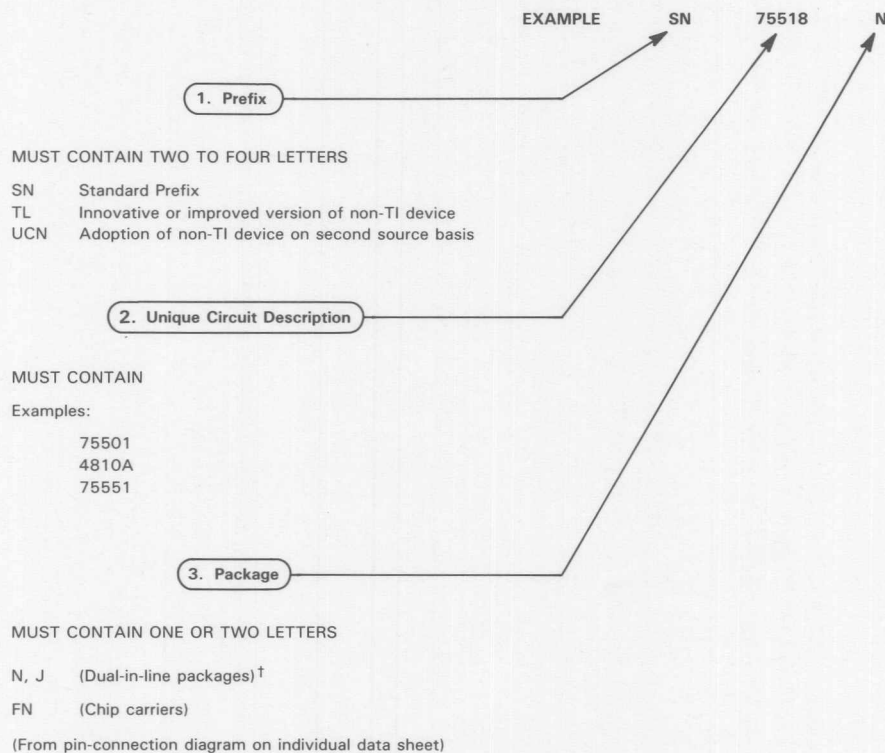 EXAMPLE SN 75518 N
1. Prefix
MUST CONTAIN TWO TO FOUR LETTERS
SN Standard Prefix
TL Innovative or improved version of non-TI device
UCN Adoption of non-TI device on second source basis
2. Unique Circuit Description
MUST CONTAIN
Examples:
75501
4810A
75551
3. Package
MUST CONTAIN ONE OR TWO LETTERS
N, J (Dual-in-line packages)†
FN (Chip carriers)
(From pin-connection diagram on individual data sheet)